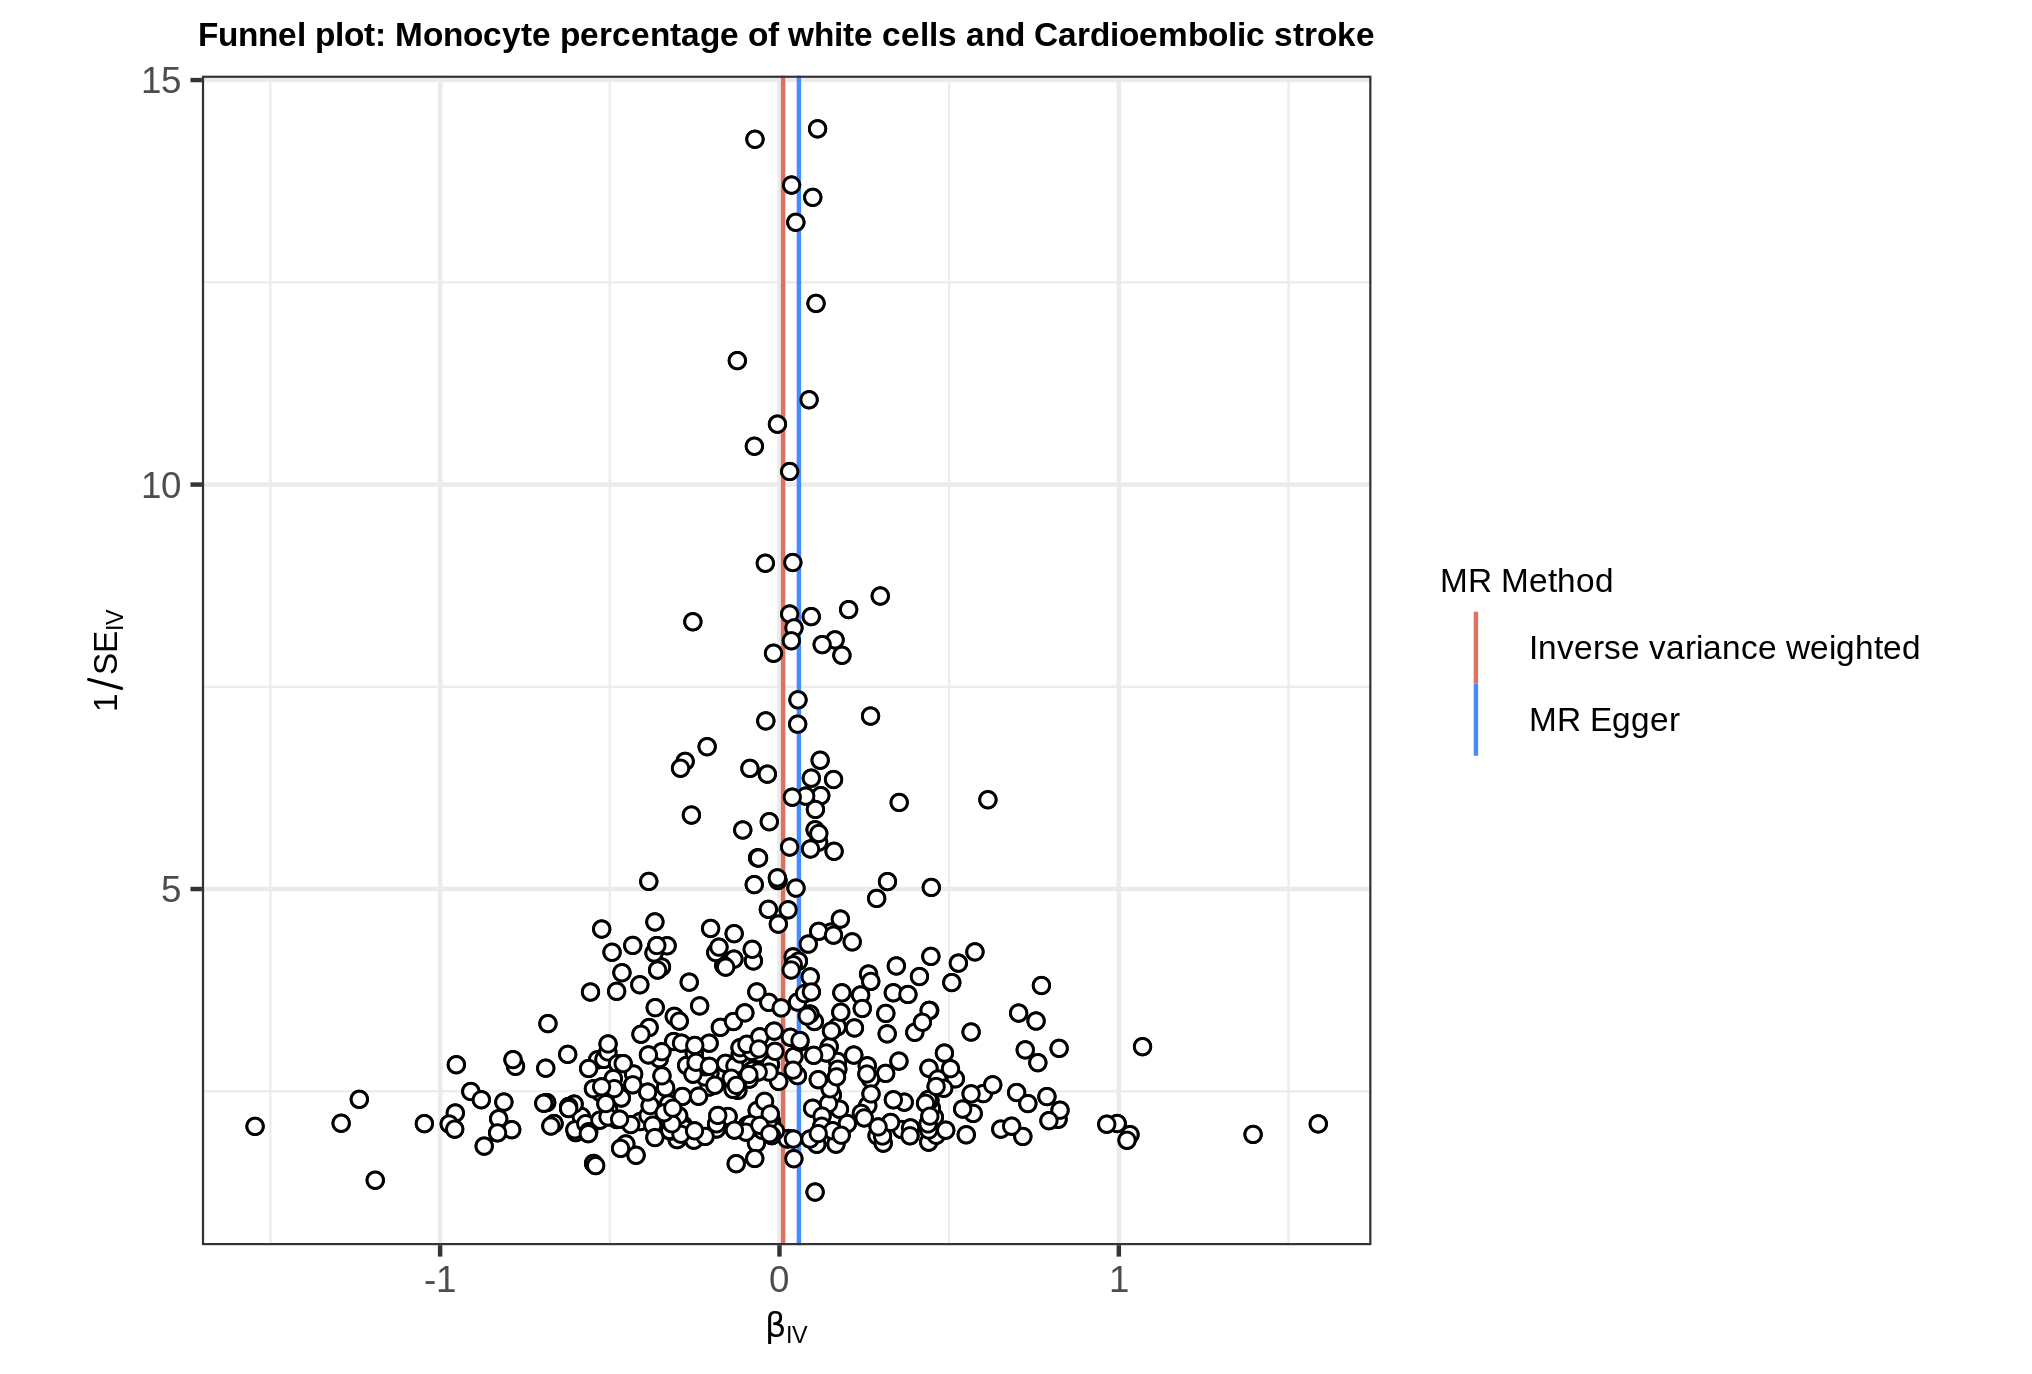 Funnel plot: Monocyte percentage of white cells and Cardioembolic stroke
15
10
5
1/SE_IV
-1 0 1
β_IV
MR Method
Inverse variance weighted
MR Egger